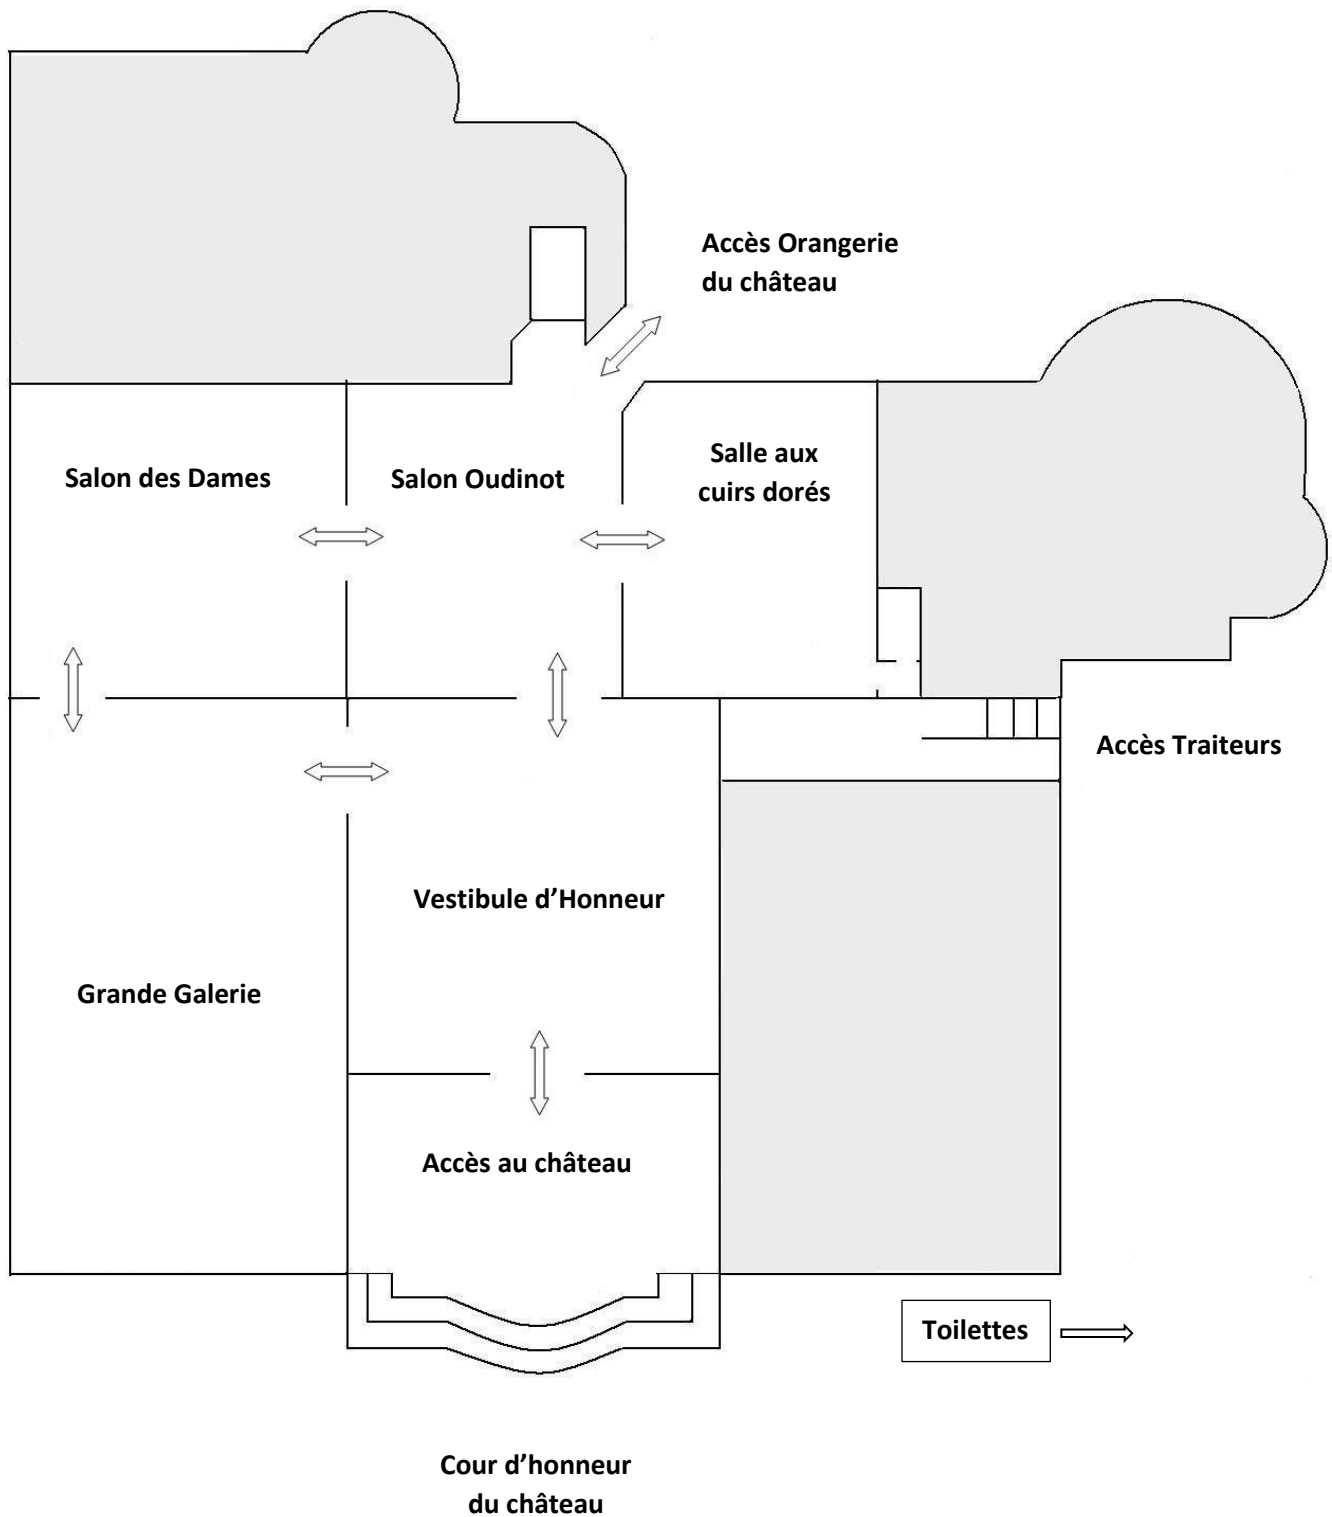 Accès Orangerie
du château
Salon des Dames
Salon Oudinot
Salle aux
cuirs dorés
Accès Traiteurs
Vestibule d’Honneur
Grande Galerie
Accès au château
Toilettes
Cour d’honneur
du château